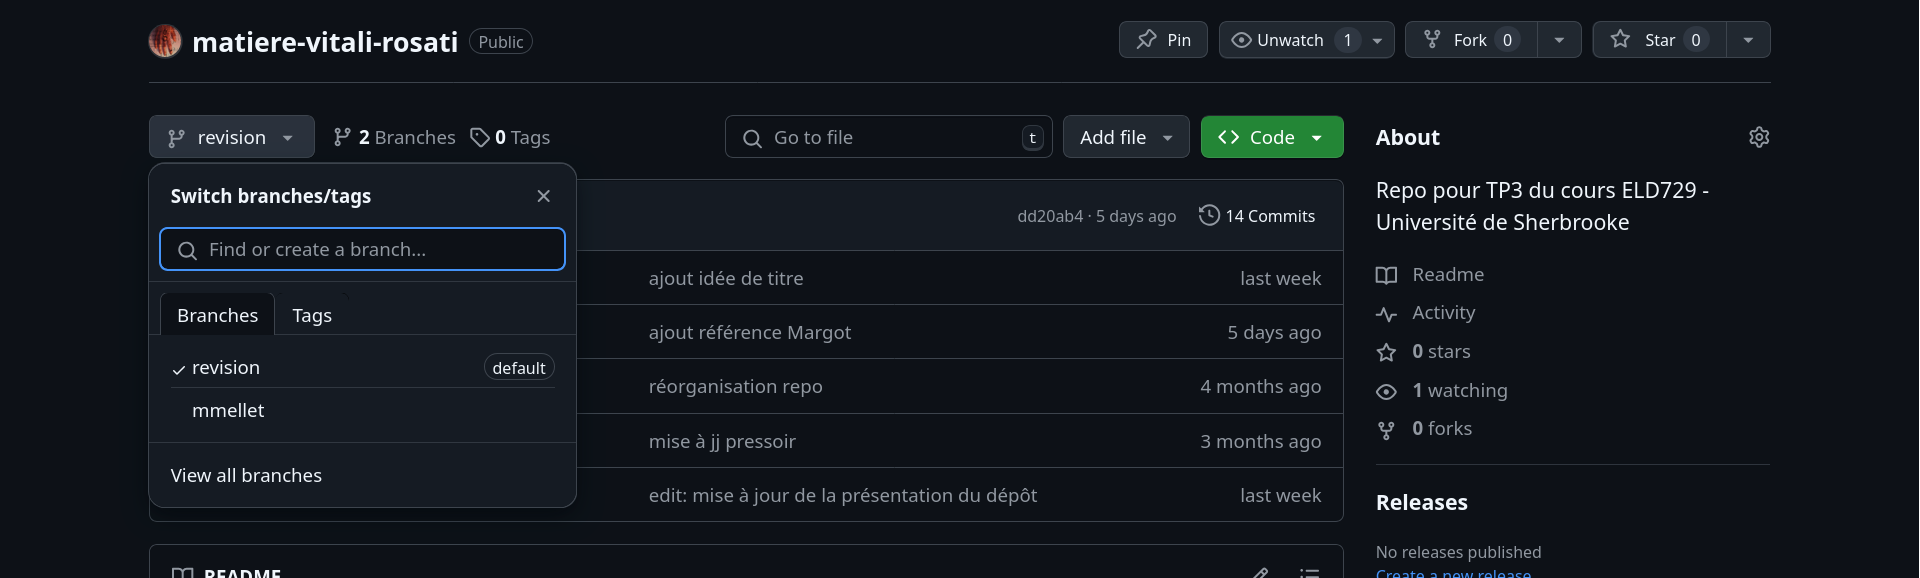 matiere-vitali-rosati Public Pin Unwatch 1 Fork 0 Star 0
revision 2 Branches 0 Tags Go to file t Add file Code
Switch branches/tags
Find or create a branch...
Branches Tags
revision default
mmellet
View all branches
dd20ab4 · 5 days ago 14 Commits
ajout idée de titre last week
ajout référence Margot 5 days ago
réorganisation repo 4 months ago
mise à jj pressoir 3 months ago
edit: mise à jour de la présentation du dépôt last week
README
About
Repo pour TP3 du cours ELD729 -
Université de Sherbrooke
Readme
Activity
0 stars
1 watching
0 forks
Releases
No releases published
Create a new release